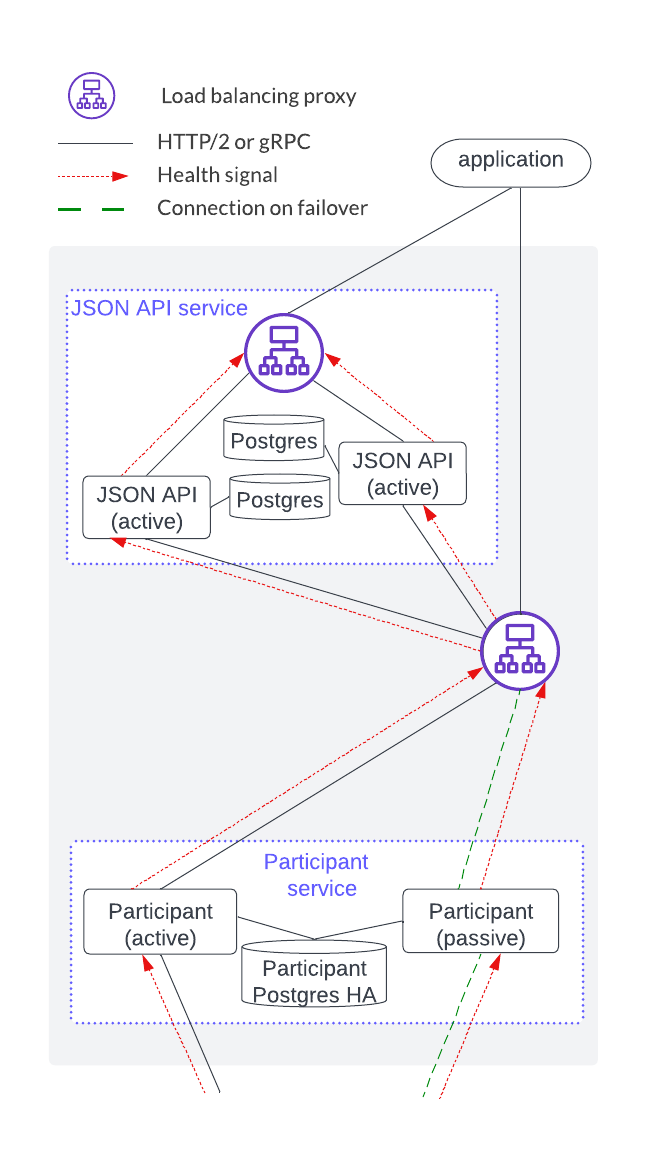 Load balancing proxy
HTTP/2 or gRPC
Health signal
Connection on failover
application
JSON API service
Postgres
JSON API
(active)
JSON API
(active)
Postgres
Participant
service
Participant
(active)
Participant
(passive)
Participant
Postgres HA